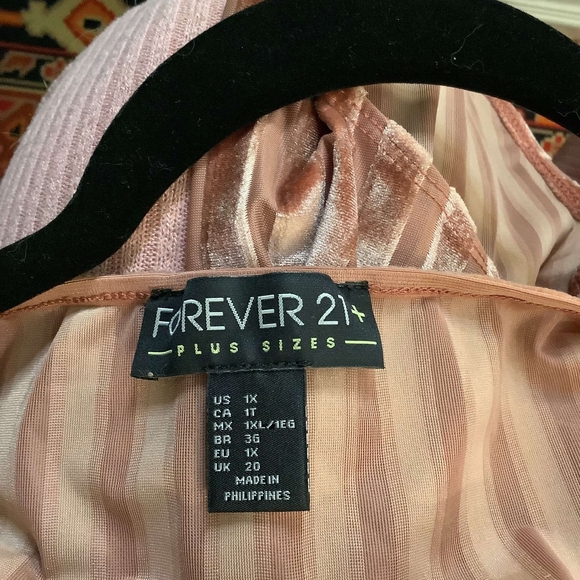 FOREVER 21+
PLUS SIZES
US 1X
CA 1T
MX 1XL/1EG
BR 3G
EU 1X
UK 20
MADE IN
PHILIPPINES